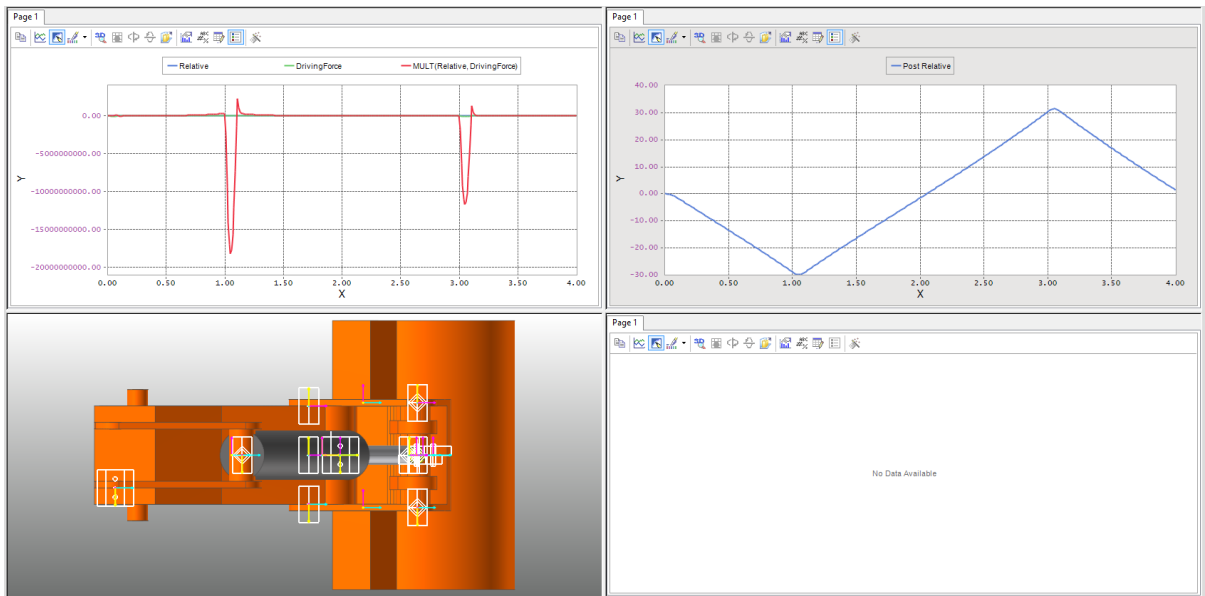 Page 1
Relative DrivingForce MULT(Relative, DrivingForce)
0.00
-5000000000.00
-10000000000.00
-15000000000.00
-20000000000.00
Y
0.00 0.50 1.00 1.50 2.00 2.50 3.00 3.50 4.00
X
Page 1
Post Relative
40.00
30.00
20.00
10.00
0.00
-10.00
-20.00
-30.00
Y
0.00 0.50 1.00 1.50 2.00 2.50 3.00 3.50 4.00
X
Page 1
No Data Available